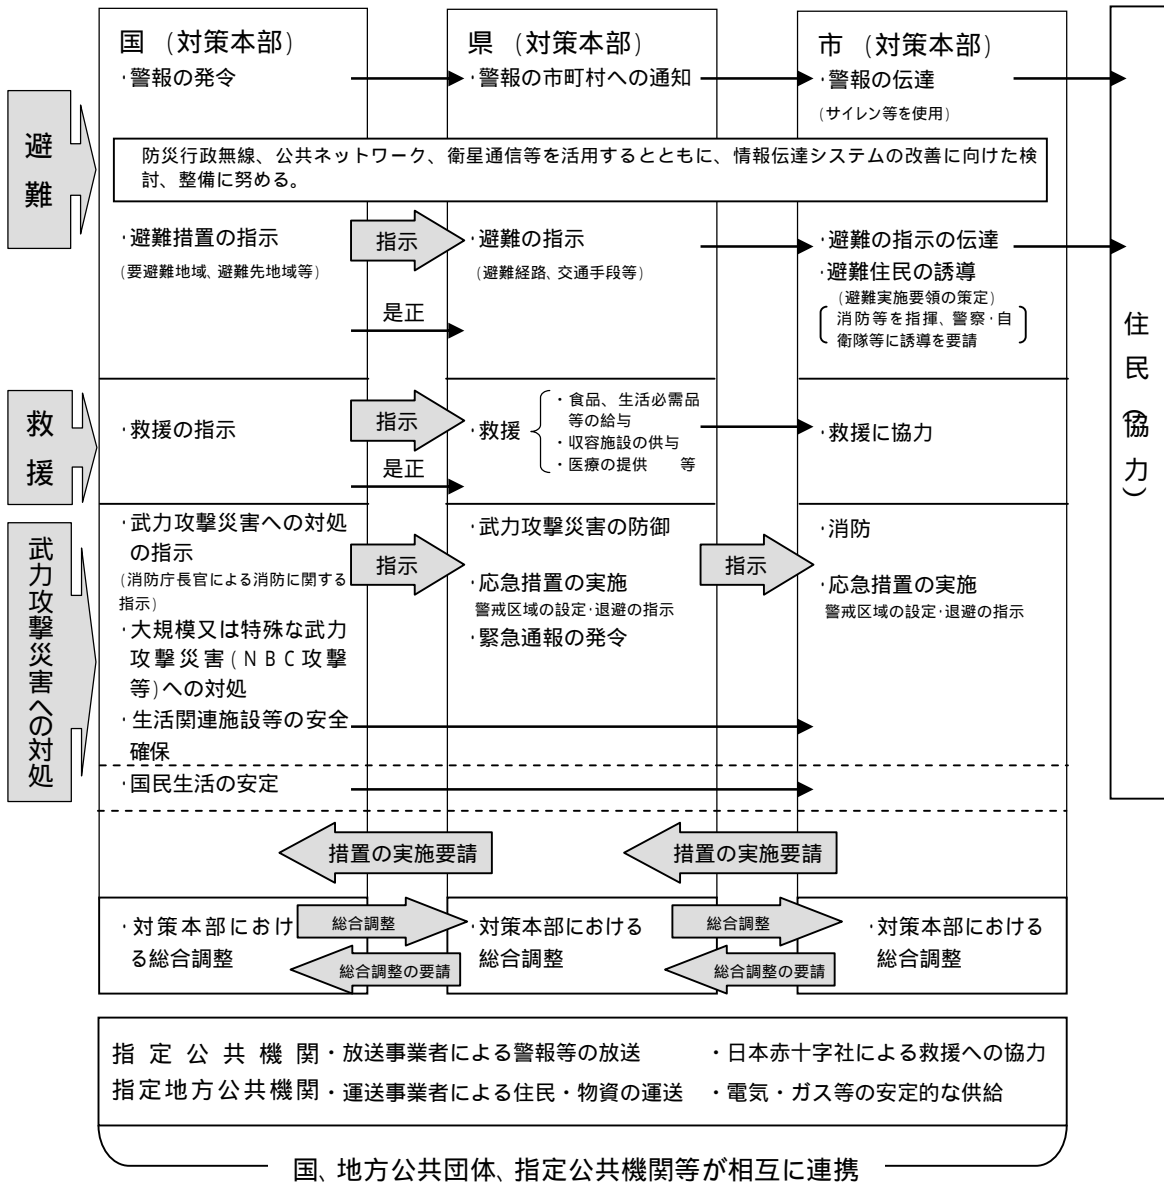 国 (対策本部)
県 (対策本部)
市 (対策本部)
・警報の発令
・警報の市町村への通知
・警報の伝達
(サイレン等を使用)
避難
防災行政無線、公共ネットワーク、衛星通信等を活用するとともに、情報伝達システムの改善に向けた検
討、整備に努める。
・避難措置の指示
(要避難地域、避難先地域等)
指示
・避難の指示
(避難経路、交通手段等)
・避難の指示の伝達
・避難住民の誘導
(避難実施要領の策定)
消防等を指揮、警察・自
衛隊等に誘導を要請
是正
住民(協力)
救援
・救援の指示
指示
是正
・救援
・食品、生活必需品
等の給与
・収容施設の供与
・医療の提供 等
・救援に協力
武力攻撃災害への対処
・武力攻撃災害への対処
の指示
(消防庁長官による消防に関する
指示)
・大規模又は特殊な武力
攻撃災害(NBC攻撃
等)への対処
・生活関連施設等の安全
確保
・国民生活の安定
指示
・武力攻撃災害の防御
・応急措置の実施
警戒区域の設定・退避の指示
・緊急通報の発令
指示
・消防
・応急措置の実施
警戒区域の設定・退避の指示
措置の実施要請
措置の実施要請
・対策本部におけ
る総合調整
総合調整
総合調整の要請
・対策本部における
総合調整
総合調整
総合調整の要請
・対策本部における
総合調整
指定公共機関・放送事業者による警報等の放送 ・日本赤十字社による救援への協力
指定地方公共機関・運送事業者による住民・物資の運送 ・電気・ガス等の安定的な供給
国、地方公共団体、指定公共機関等が相互に連携